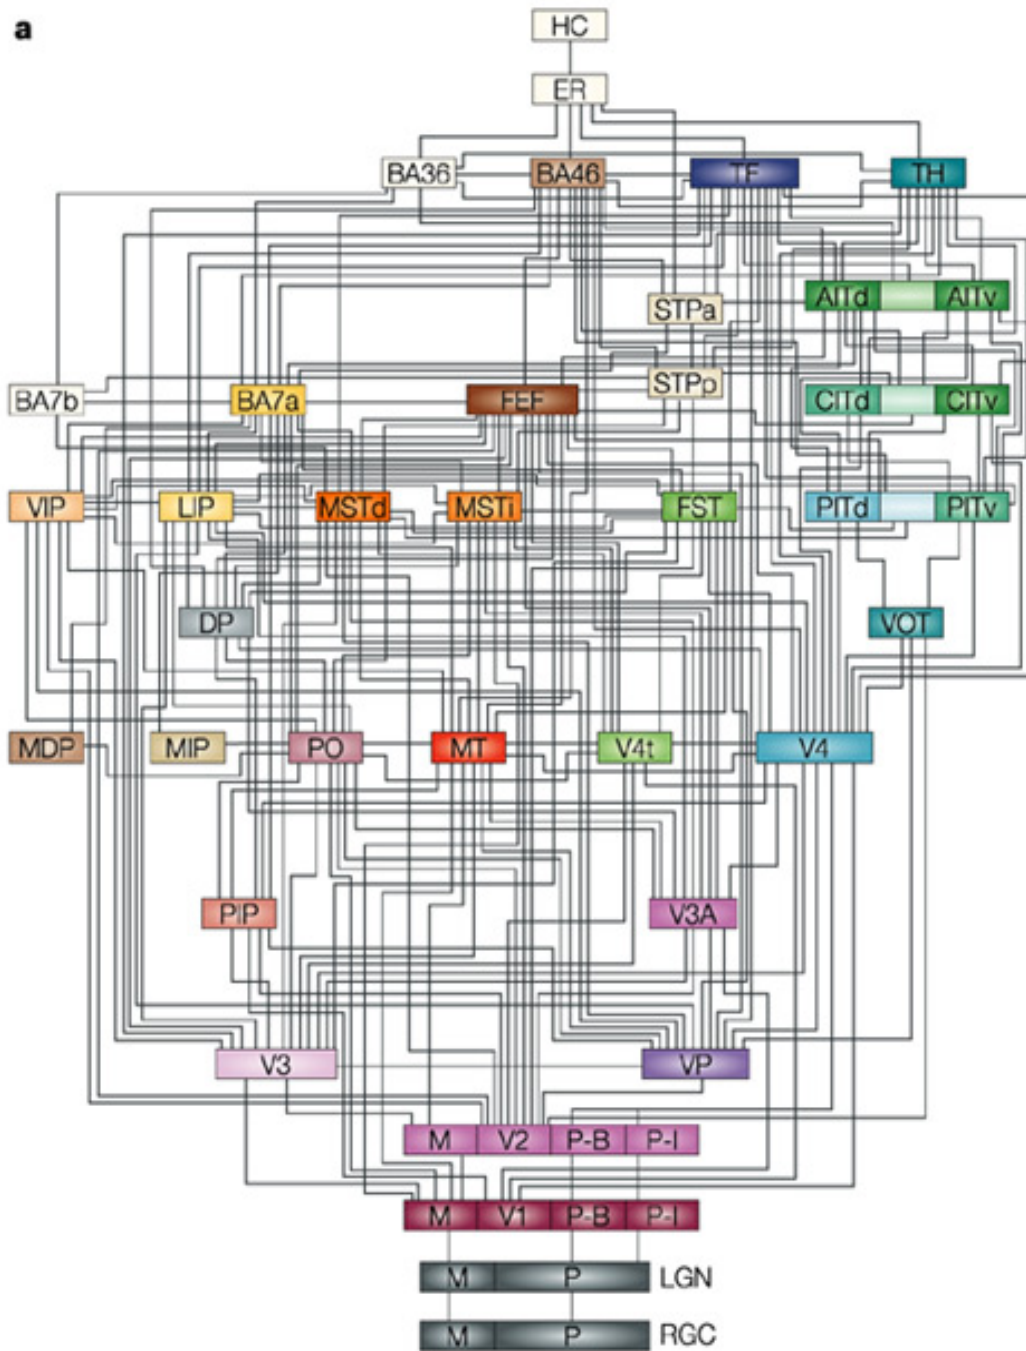 a
HC
ER
BA36 BA46 TF TH
AITd AITv
STPa
STPp
BA7b BA7a FEF CITd CITv
VIP LIP MSTd MSTi FST PITd PITv
DP VOT
MDP MIP PO MT V4t V4
PIP V3A
V3 VP
M V2 P-B P-I
M V1 P-B P-I
M P LGN
M P RGC